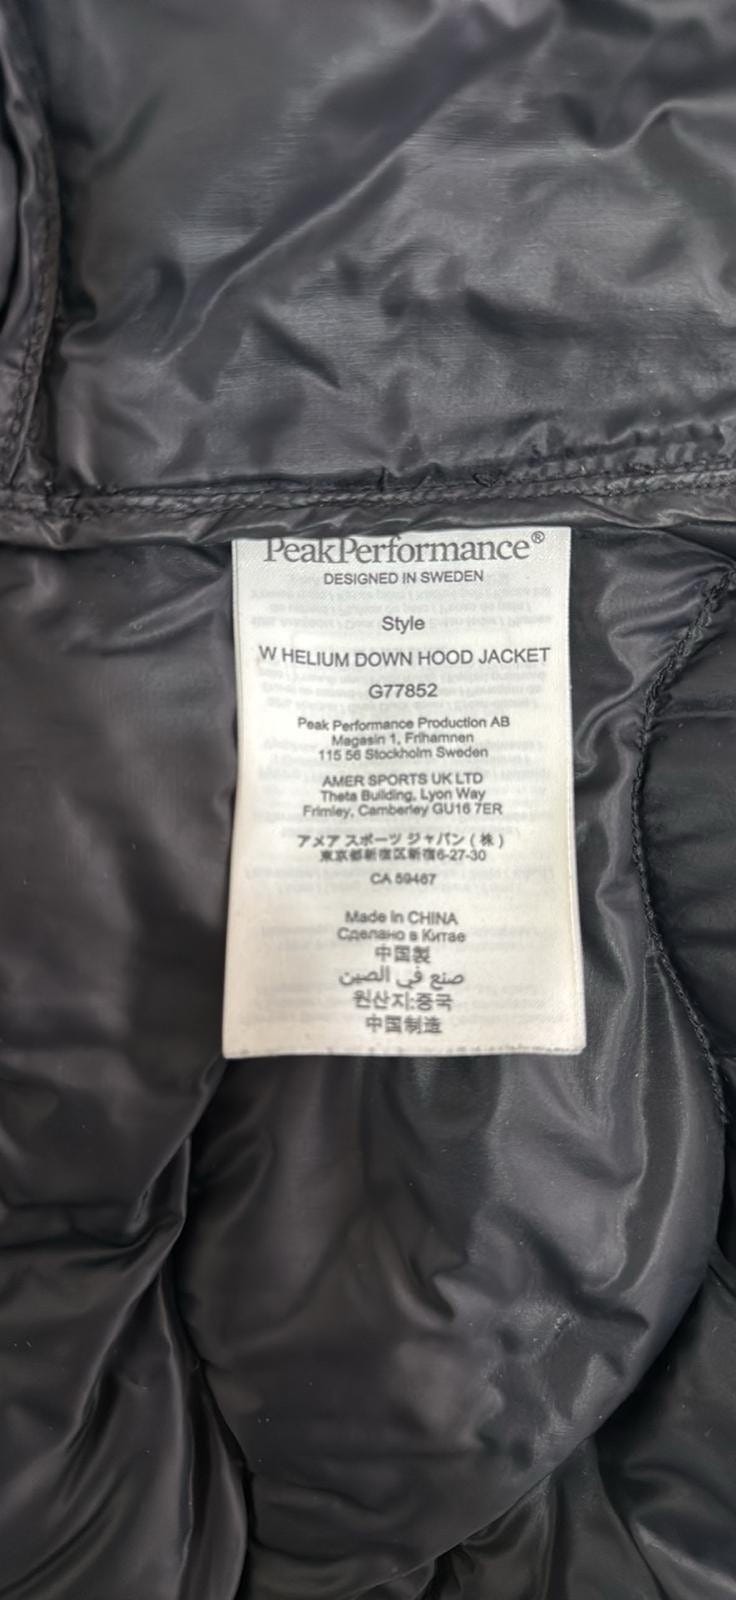 PeakPerformance®
DESIGNED IN SWEDEN
Style
W HELIUM DOWN HOOD JACKET
G77852
Peak Performance Production AB
Magasin 1, Frihamnen
115 56 Stockholm Sweden
AMER SPORTS UK LTD
Theta Building, Lyon Way
Frimley, Camberley GU16 7ER
アメア スポーツ ジャパン ( 株 )
東京都新宿区新宿6-27-30
CA 59467
Made in CHINA
Сделано в Китае
中国製
صنع في الصين
원산지:중국
中国制造